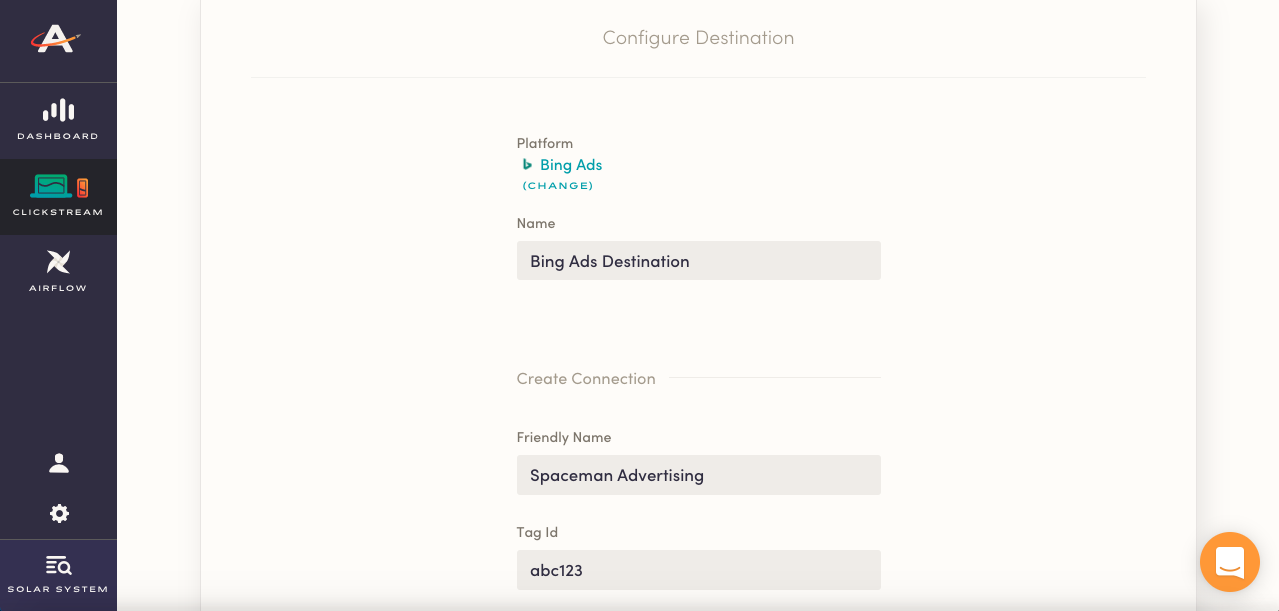 Configure Destination
DASHBOARD
CLICKSTREAM
AIRFLOW
SOLAR SYSTEM
Platform
Bing Ads
(CHANGE)
Name
Bing Ads Destination
Create Connection
Friendly Name
Spaceman Advertising
Tag Id
abc123